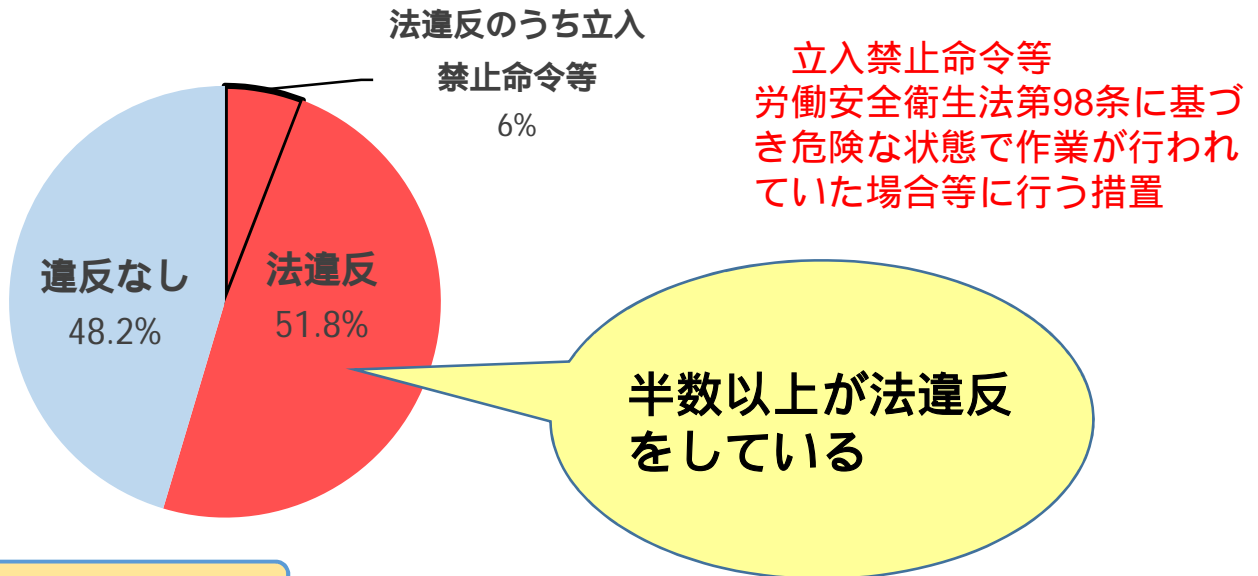 法違反のうち立入
禁止命令等
6%
立入禁止命令等
労働安全衛生法第98条に基づ
き危険な状態で作業が行われ
ていた場合等に行う措置
違反なし
48.2%
法違反
51.8%
半数以上が法違反
をしている